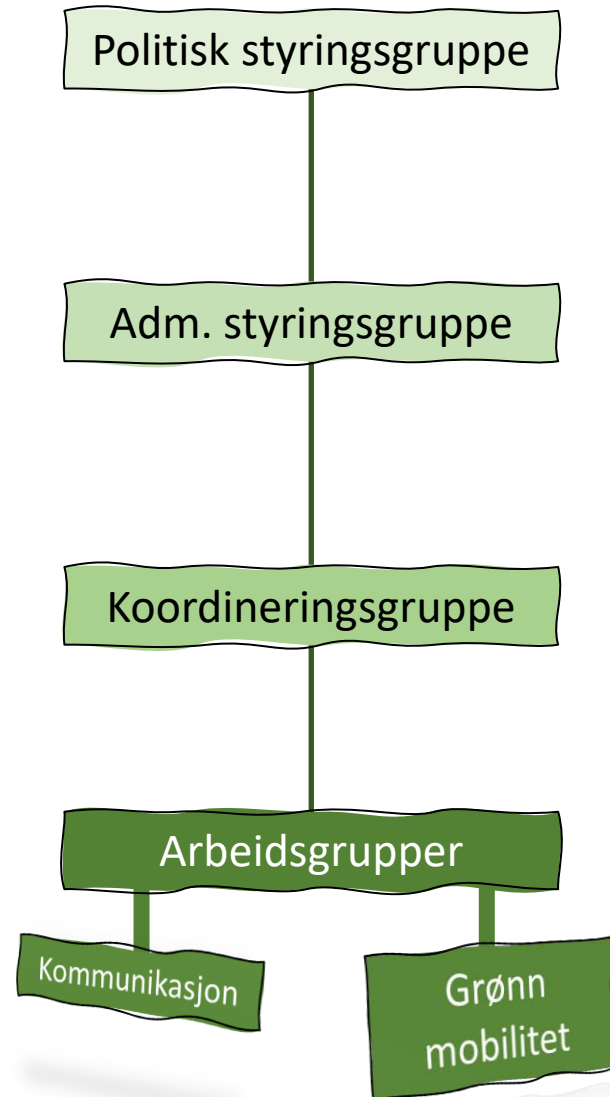 Politisk styringsgruppe
Adm. styringsgruppe
Koordineringsgruppe
Arbeidsgrupper
Kommunikasjon
Grønn
mobilitet